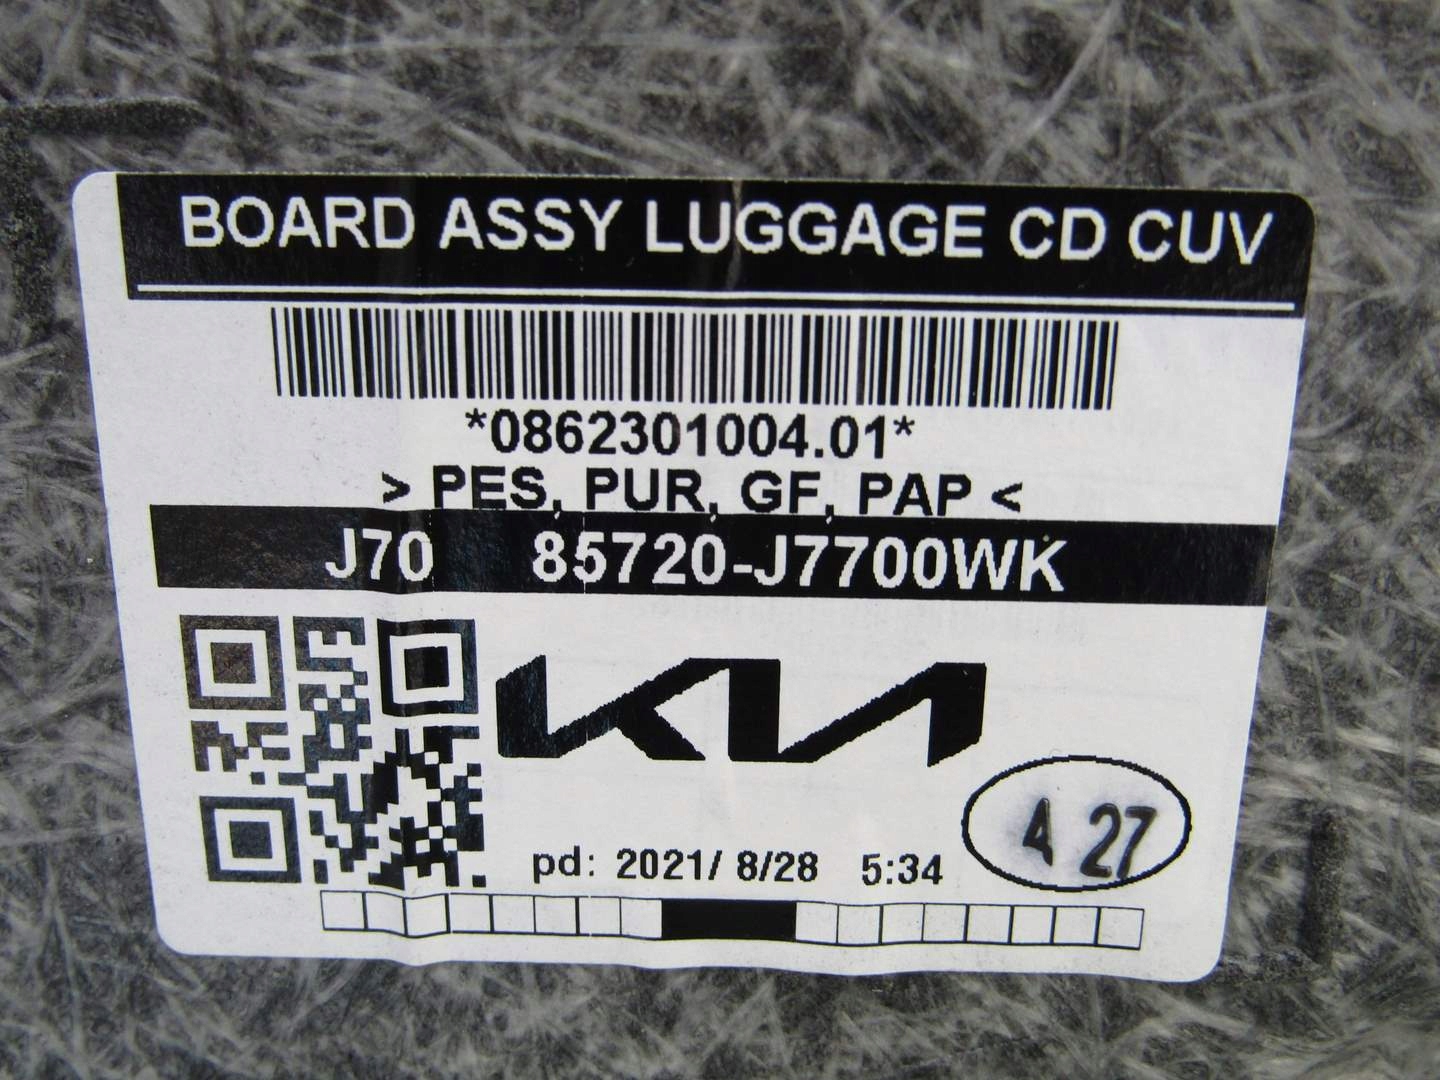 BOARD ASSY LUGGAGE CD CUV
*0862301004.01*
> PES, PUR, GF, PAP <
J70 85720-J7700WK
KIA
A 27
pd: 2021/ 8/28 5:34